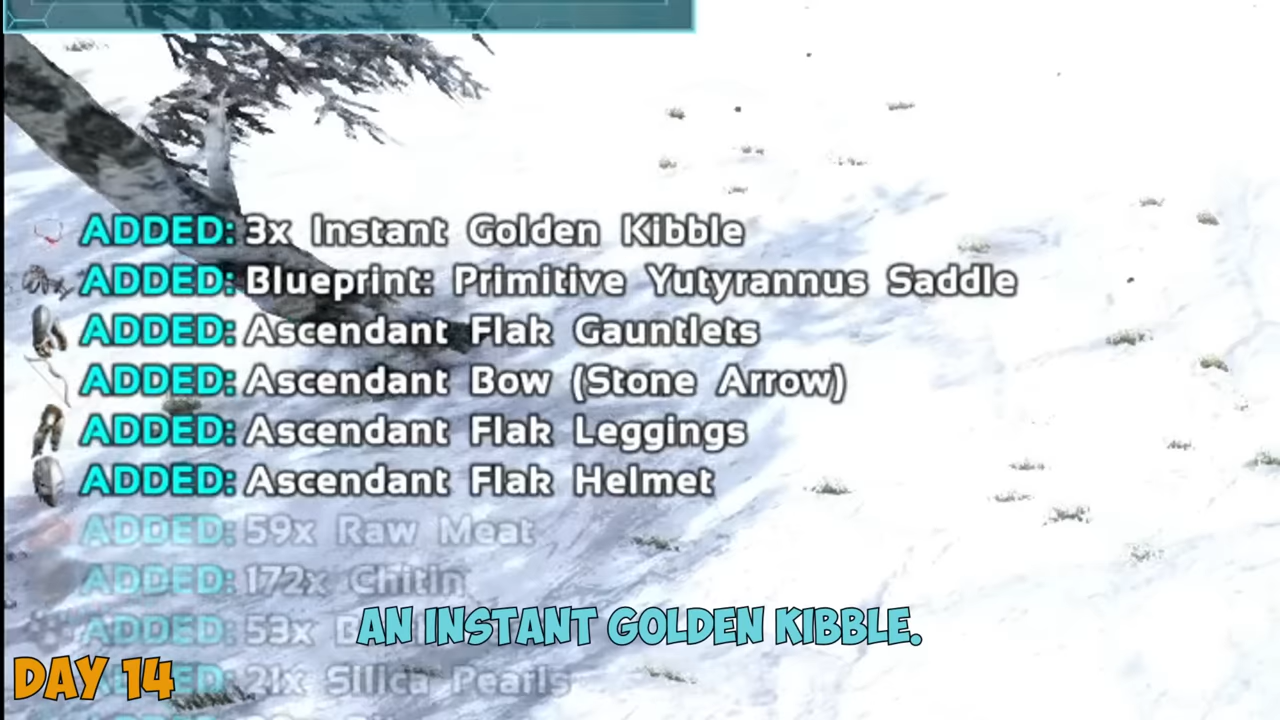 ADDED: 3x Instant Golden Kibble
ADDED: Blueprint: Primitive Yutyrannus Saddle
ADDED: Ascendant Flak Gauntlets
ADDED: Ascendant Bow (Stone Arrow)
ADDED: Ascendant Flak Leggings
ADDED: Ascendant Flak Helmet
ADDED: 59x Raw Meat
ADDED: 172x Chitin
ADDED: 53x
AN INSTANT GOLDEN KIBBLE.
21x Silica Pearls
DAY 14